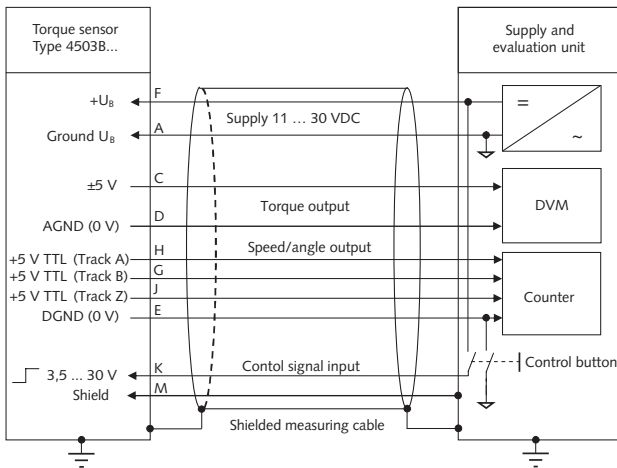 Torque sensor
Type 4503B...
Supply and
evaluation unit
+UB
F
Supply 11 ... 30 VDC
Ground UB
A
=
~
±5 V
C
Torque output
DVM
AGND (0 V)
D
Speed/angle output
+5 V TTL (Track A)
H
+5 V TTL (Track B)
G
+5 V TTL (Track Z)
J
DGND (0 V)
E
Counter
3,5 ... 30 V
K
Contol signal input
Control button
Shield
M
Shielded measuring cable